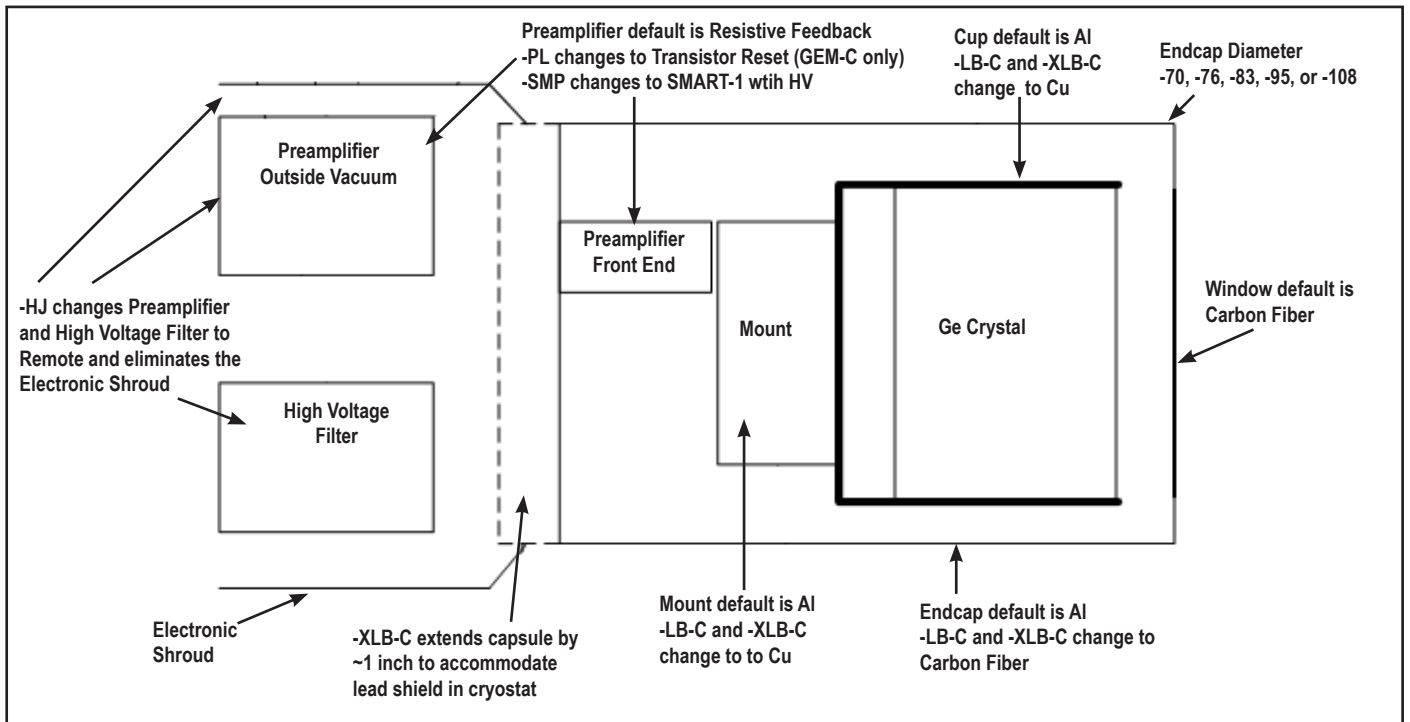 Preamplifier default is Resistive Feedback
-PL changes to Transistor Reset (GEM-C only)
-SMP changes to SMART-1 wtih HV
Cup default is Al
-LB-C and -XLB-C
change to Cu
Endcap Diameter
-70, -76, -83, -95, or -108
Preamplifier
Outside Vacuum
Preamplifier
Front End
-HJ changes Preamplifier
and High Voltage Filter to
Remote and eliminates the
Electronic Shroud
Mount
Ge Crystal
Window default is
Carbon Fiber
High Voltage
Filter
Electronic
Shroud
-XLB-C extends capsule by
~1 inch to accommodate
lead shield in cryostat
Mount default is Al
-LB-C and -XLB-C
change to to Cu
Endcap default is Al
-LB-C and -XLB-C change to
Carbon Fiber